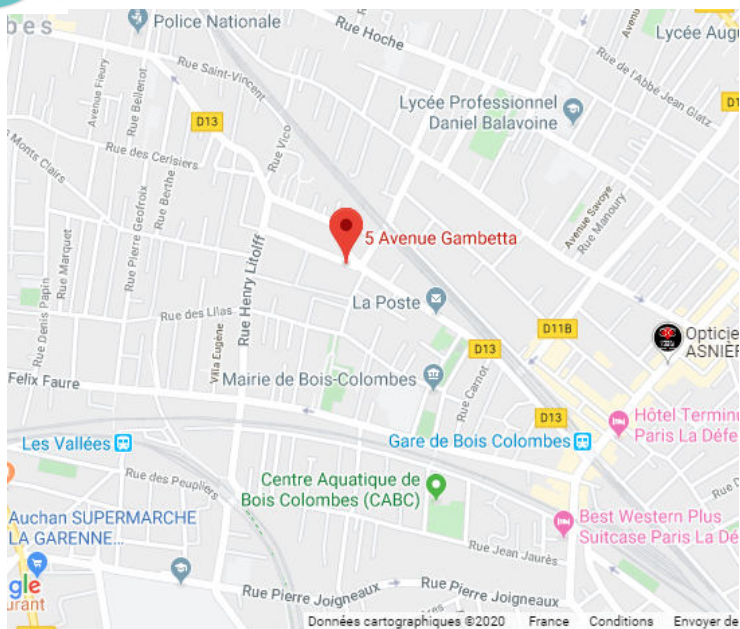 bes
Police Nationale
Rue Hoche
Lycée Augu
Rue Saint-Vincent
Rue de l'Abbé Jean Glatz
Avenue Fleury
Rue Bellenot
Lycée Professionnel
Daniel Balavoine
D13
Monts Clairs
Rue des Cerisiers
Rue Vico
Rue Berthe
Rue Pierre Geofroix
Avenue Savoye
Rue Manoury
5 Avenue Gambetta
Rue Marquet
Rue Henry Litolff
Rue Denis Papin
La Poste
Rue des Lilas
D11B
Opticie
ASNIÈR
Villa Eugène
D13
Mairie de Bois-Colombes
Felix Faure
Rue Carnot
D13
Hôtel Terminu
Paris La Défe
Les Vallées
Gare de Bois Colombes
Rue des Peupliers
Centre Aquatique de
Bois Colombes (CABC)
Auchan SUPERMARCHE
LA GARENNE...
Best Western Plus
Suitcase Paris La Dé
Rue Jean Jaurès
gle
urant
Rue Pierre Joigneaux
Rue Pierre Joigneaux
Données cartographiques ©2020 France Conditions Envoyer de